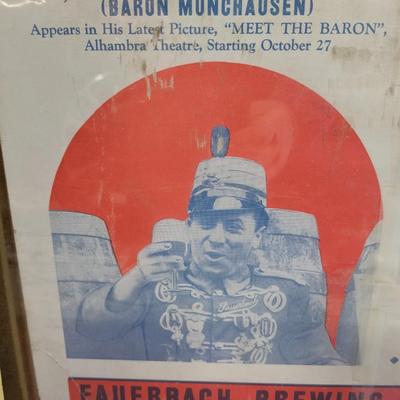 (BARON MUNCHAUSEN)
Appears in His Latest Picture, "MEET THE BARON",
Alhambra Theatre, Starting October 27
FAUERBACH BREWING